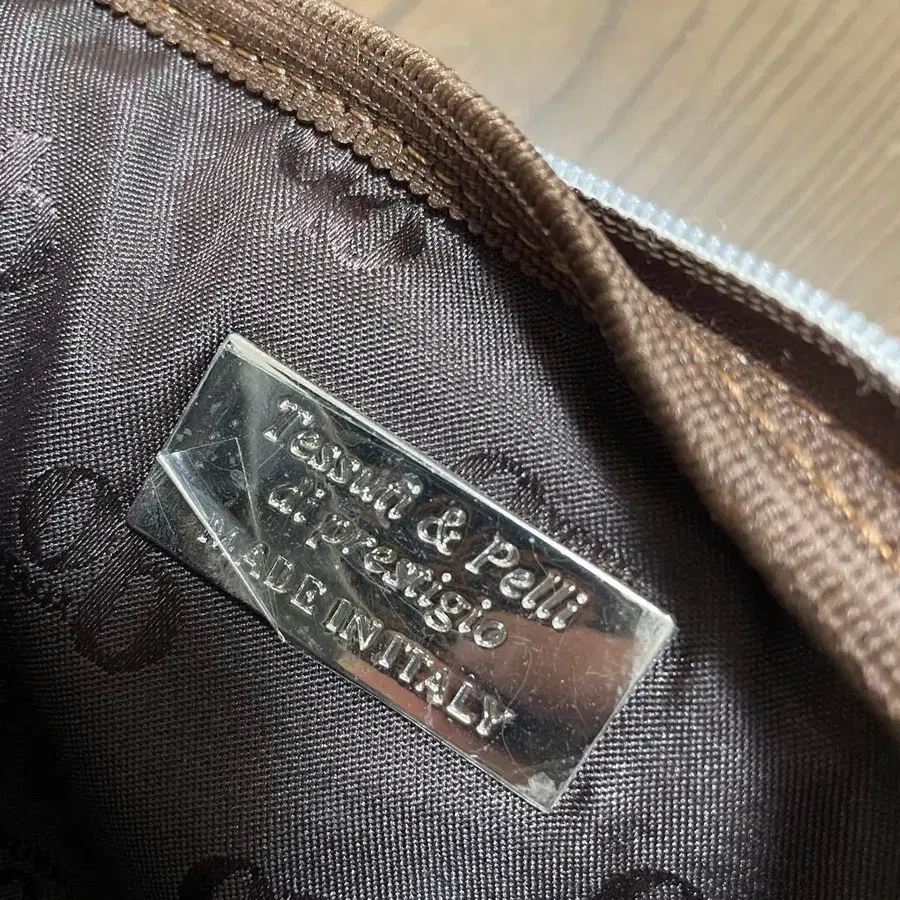 Tessuti & Pelli
di prestigio
MADE IN ITALY